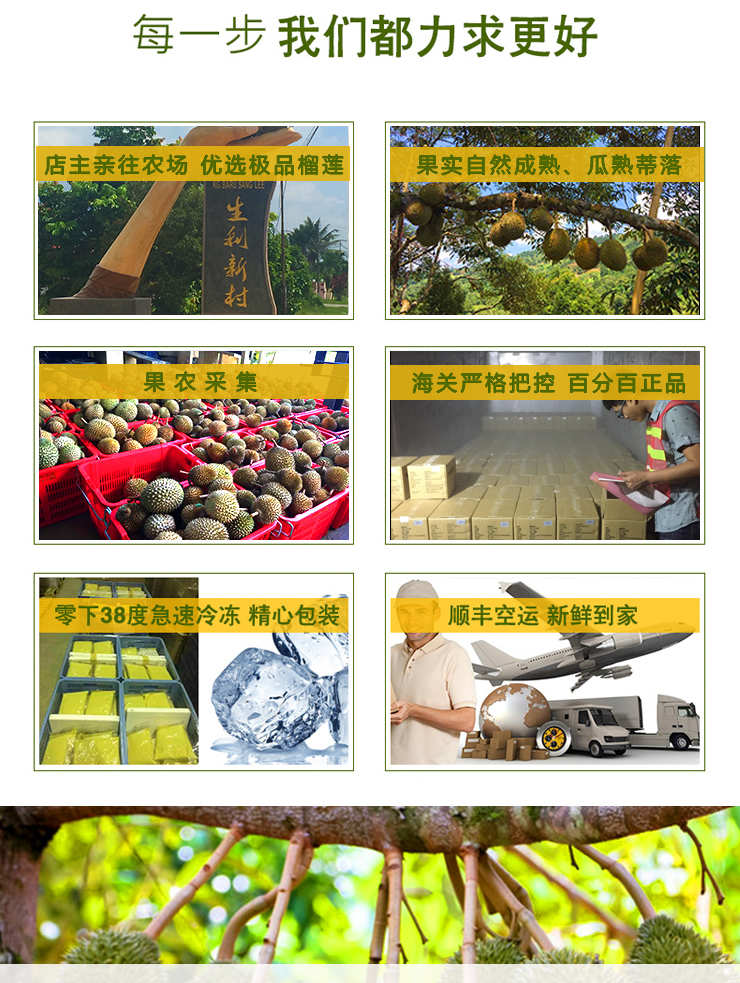 每一步 我们都力求更好
店主亲往农场 优选极品榴莲
KG BARU SANG LEE
生利新村
果实自然成熟、瓜熟蒂落
果农采集
海关严格把控 百分百正品
零下38度急速冷冻 精心包装
顺丰空运 新鲜到家